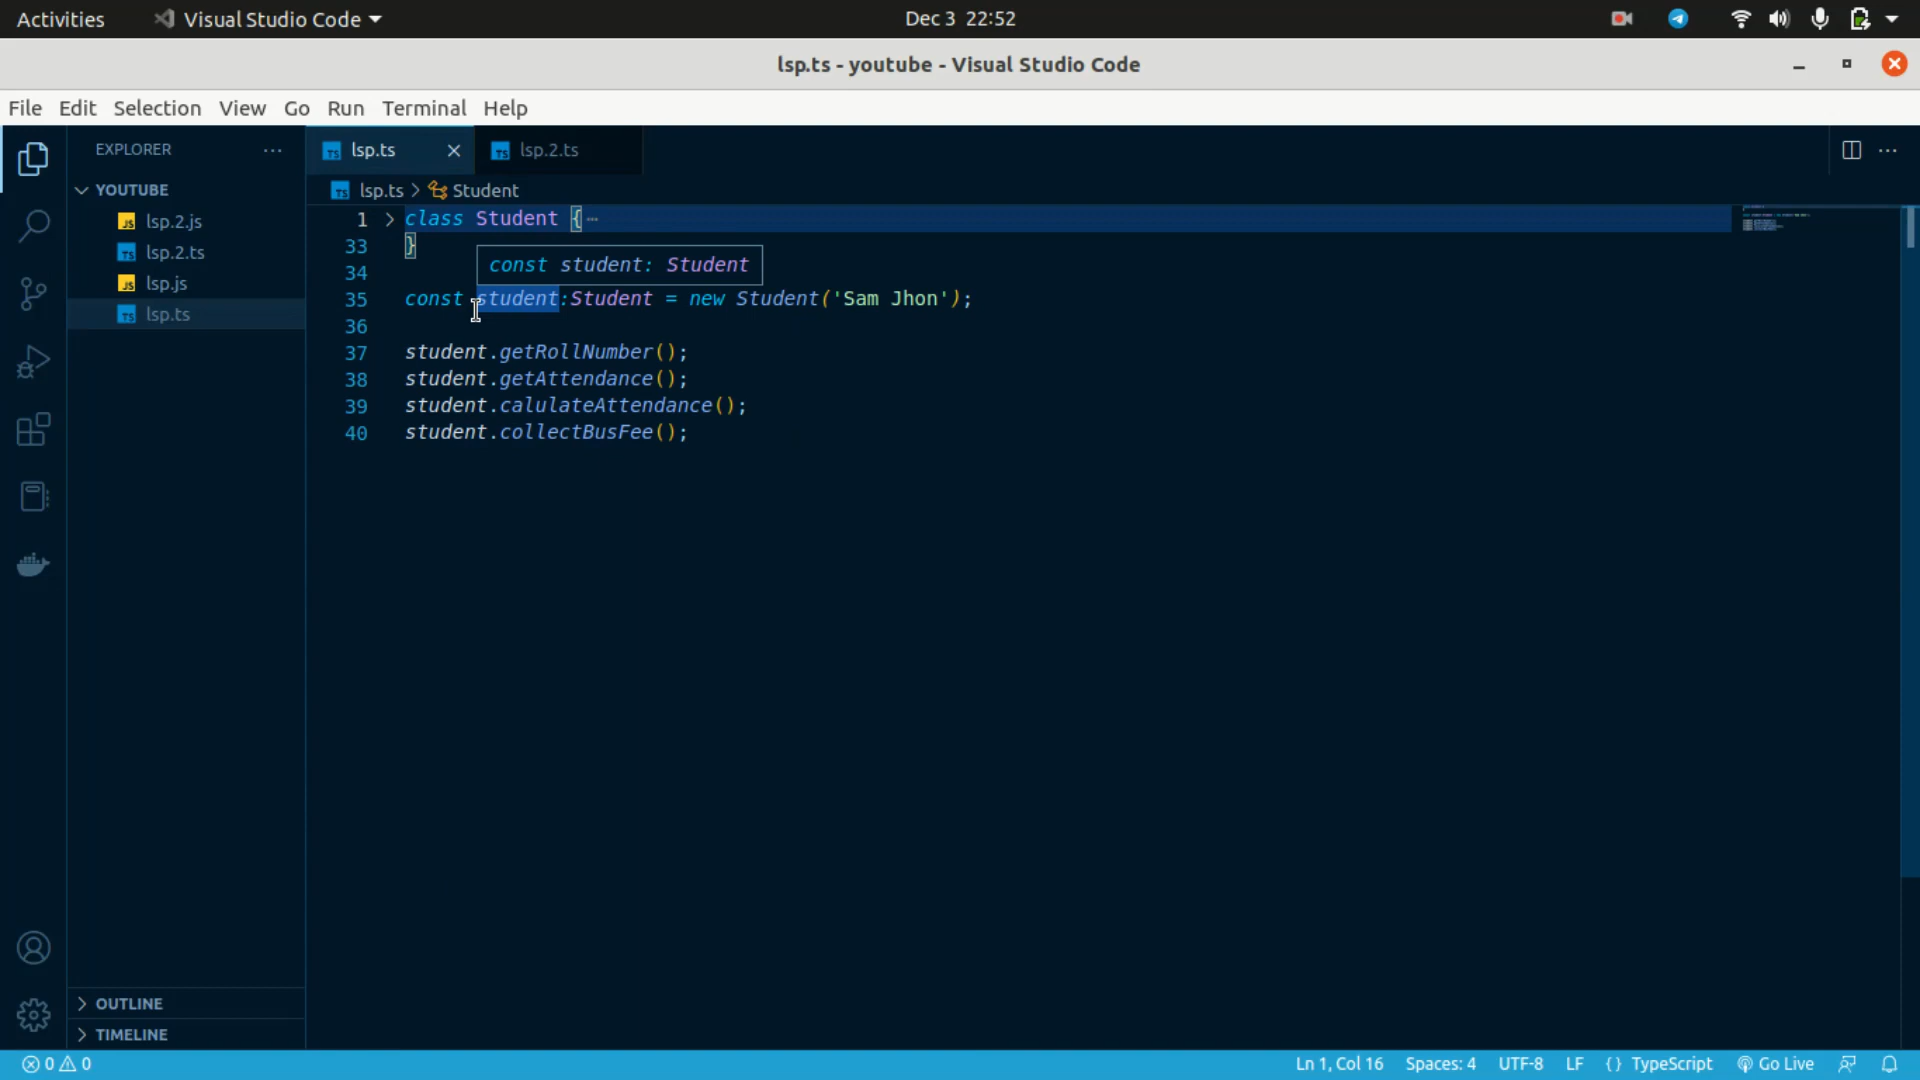 Activities Visual Studio Code Dec 3 22:52
lsp.ts - youtube - Visual Studio Code
File Edit Selection View Go Run Terminal Help
EXPLORER ···
lsp.ts
lsp.2.ts
YOUTUBE
lsp.ts > Student
lsp.2.js
lsp.2.ts
lsp.js
lsp.ts
1 class Student {⋯
33 }
34
const student: Student
35 const student:Student = new Student('Sam Jhon');
36
37 student.getRollNumber();
38 student.getAttendance();
39 student.calulateAttendance();
40 student.collectBusFee();
OUTLINE
TIMELINE
0 0 Ln 1, Col 16 Spaces: 4 UTF-8 LF {} TypeScript Go Live